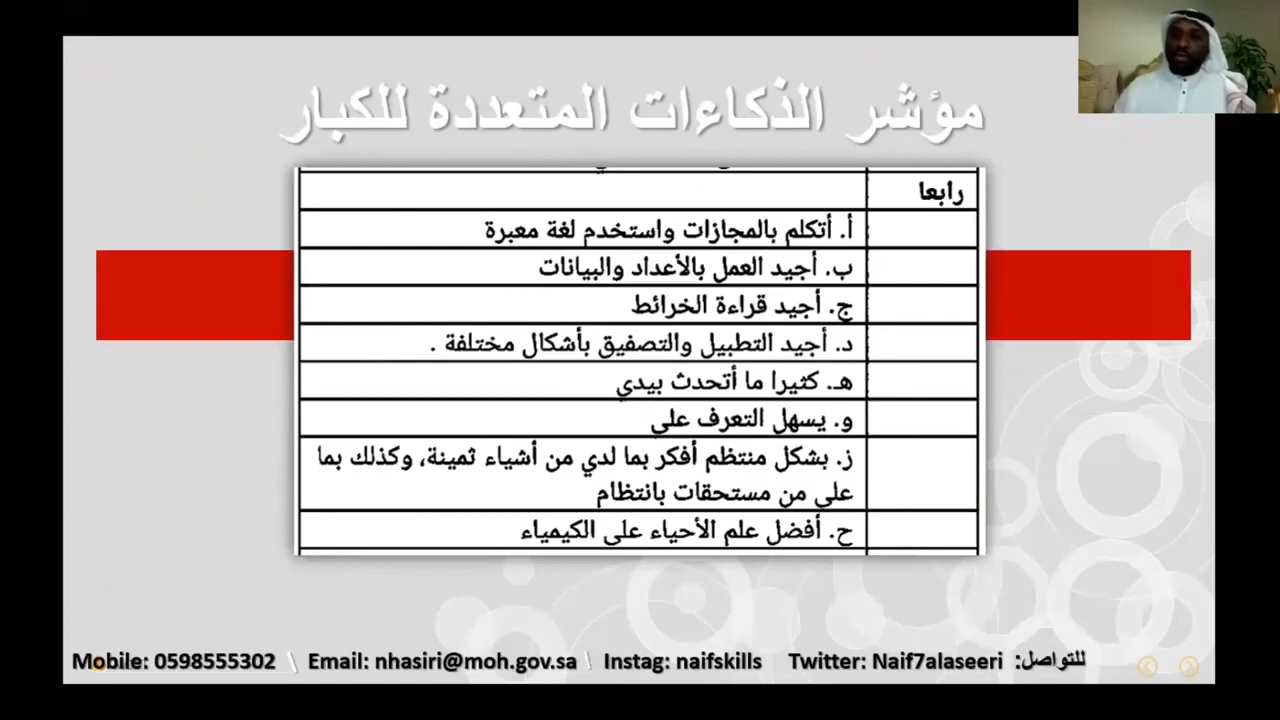 مؤشر الذكاءات المتعددة للكبار
رابعا
أ. أتكلم بالمجازات واستخدم لغة معبرة
ب. أجيد العمل بالأعداد والبيانات
ج. أجيد قراءة الخرائط
د. أجيد التطبيل والتصفيق بأشكال مختلفة .
هـ. كثيرا ما أتحدث بيدي
و. يسهل التعرف علي
ز. بشكل منتظم أفكر بما لدي من أشياء ثمينة، وكذلك بما
علي من مستحقات بانتظام
ح. أفضل علم الأحياء على الكيمياء
Mobile: 0598555302 \ Email: nhasiri@moh.gov.sa \ Instag: naifskills Twitter: Naif7alaseeri للتواصل: